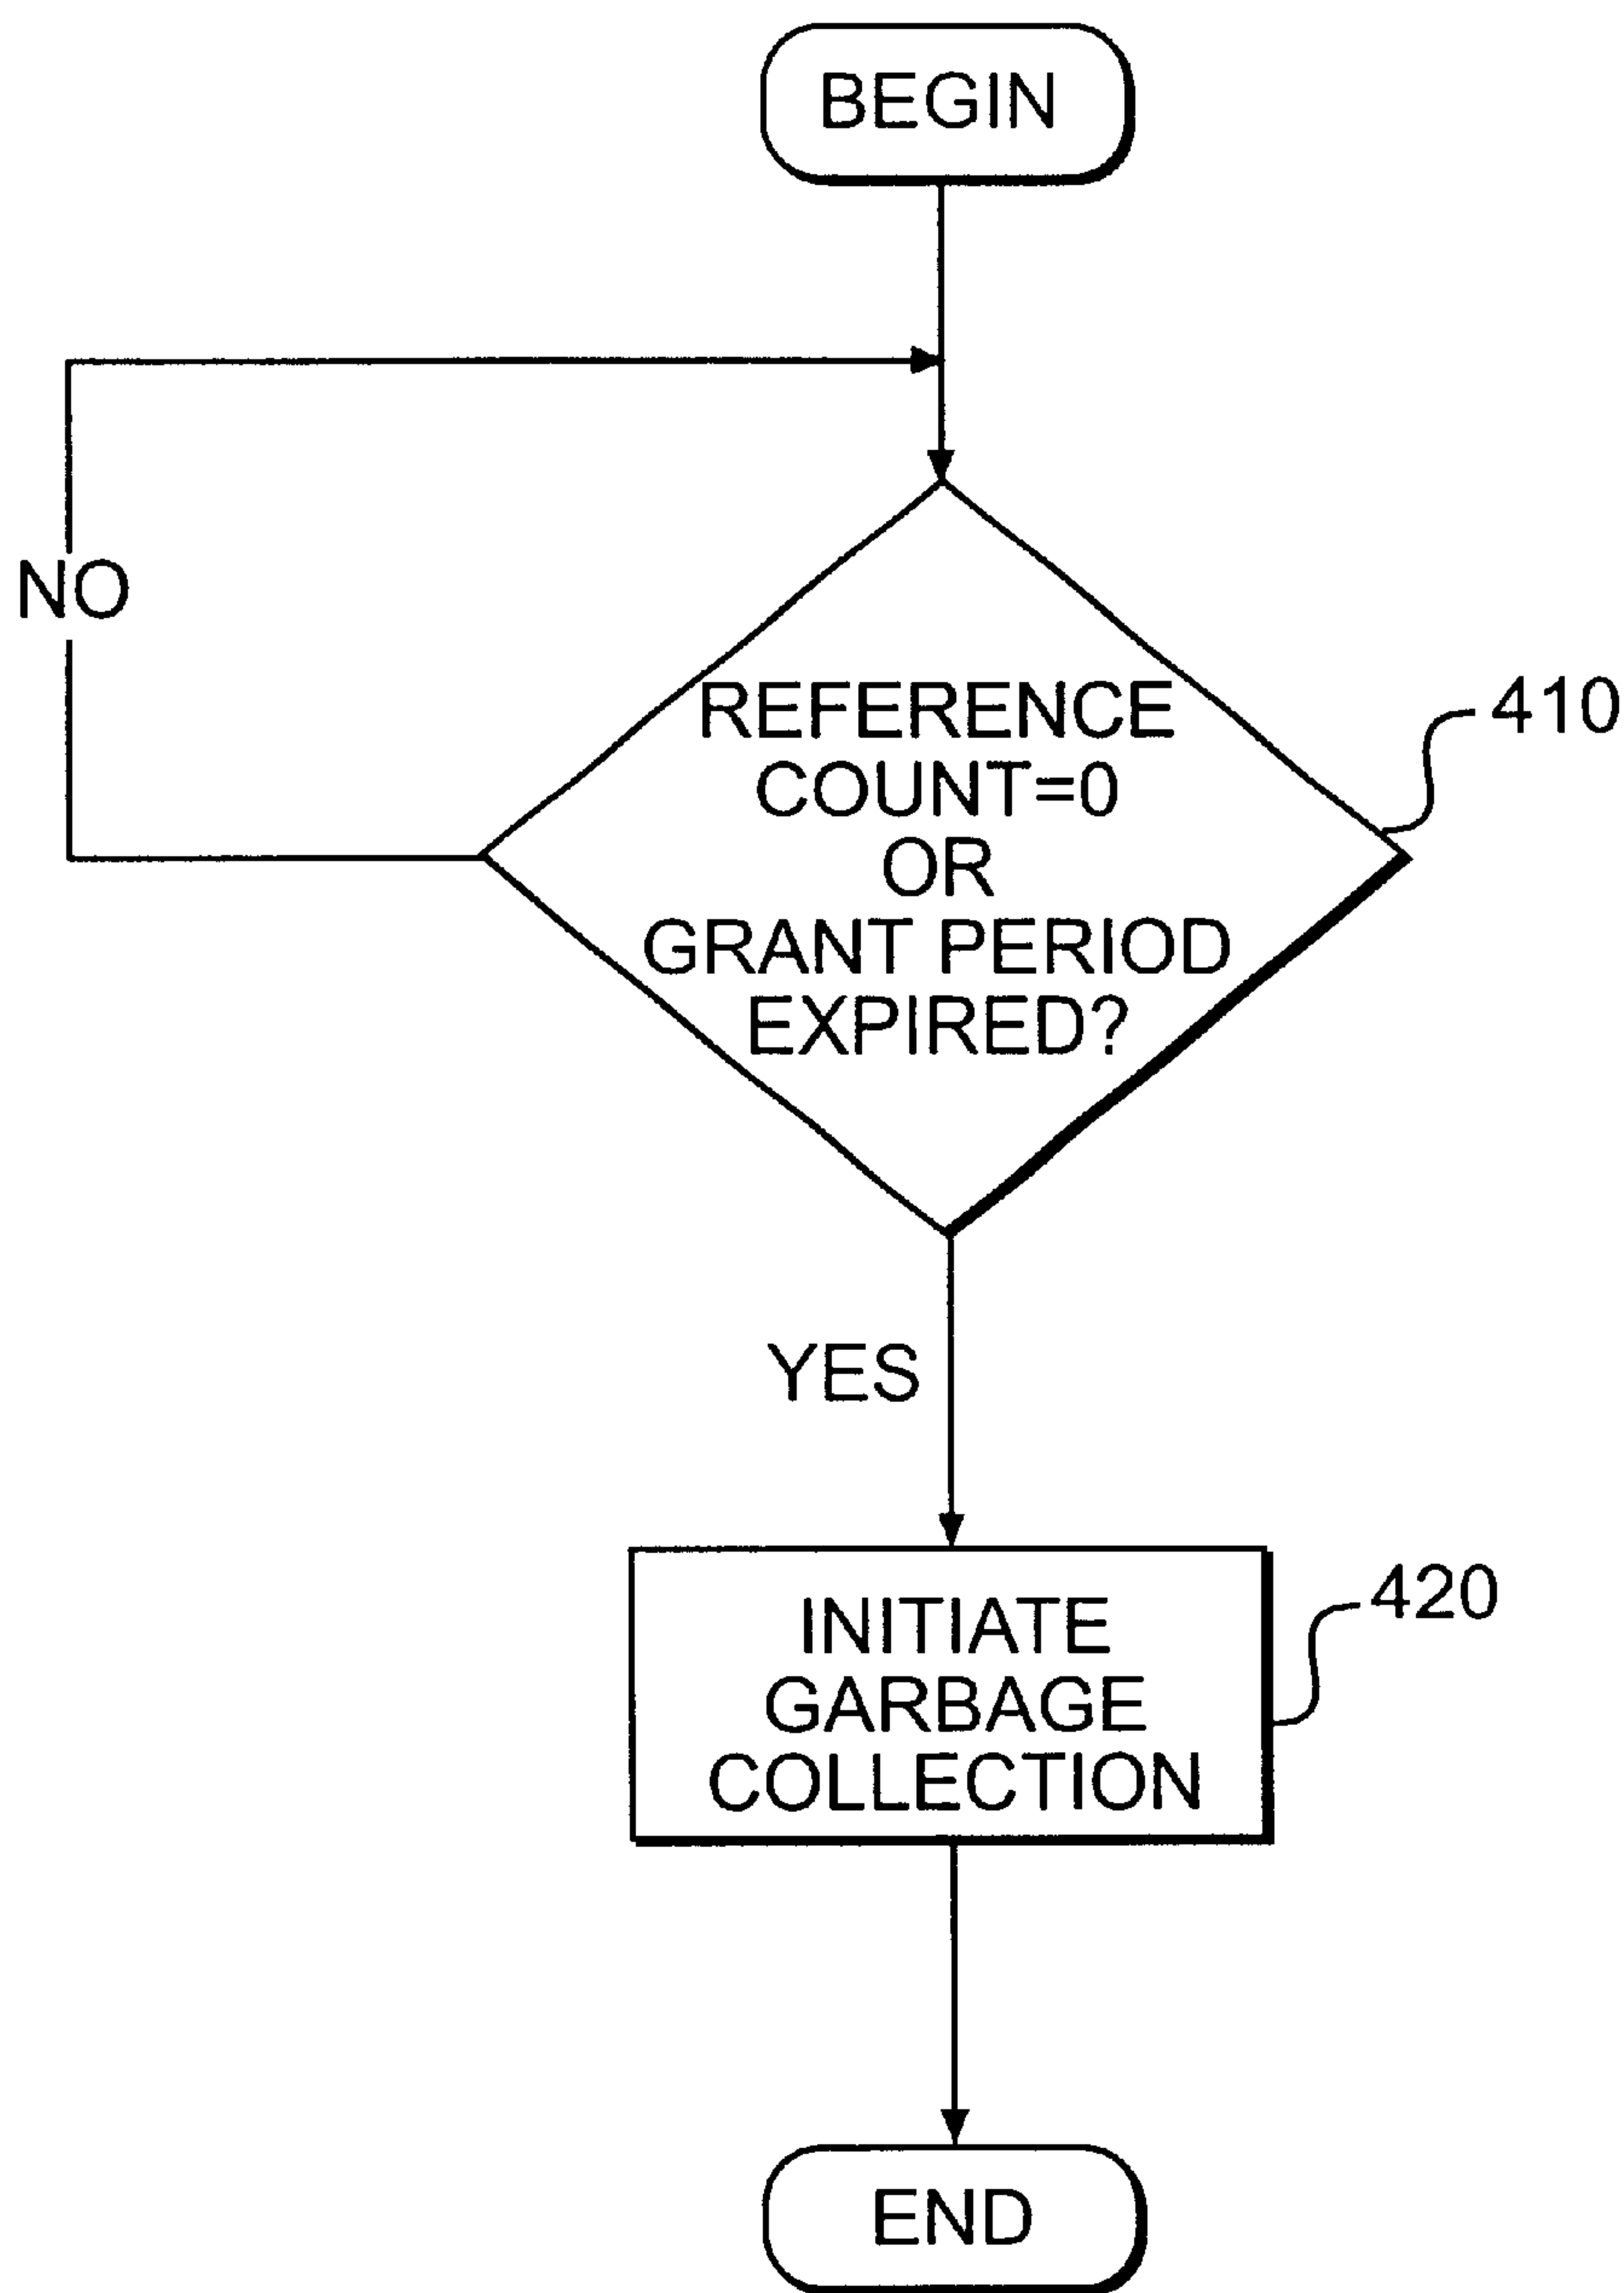 BEGIN
NO
REFERENCE
COUNT=0
OR
GRANT PERIOD
EXPIRED?
410
YES
INITIATE
GARBAGE
COLLECTION
420
END